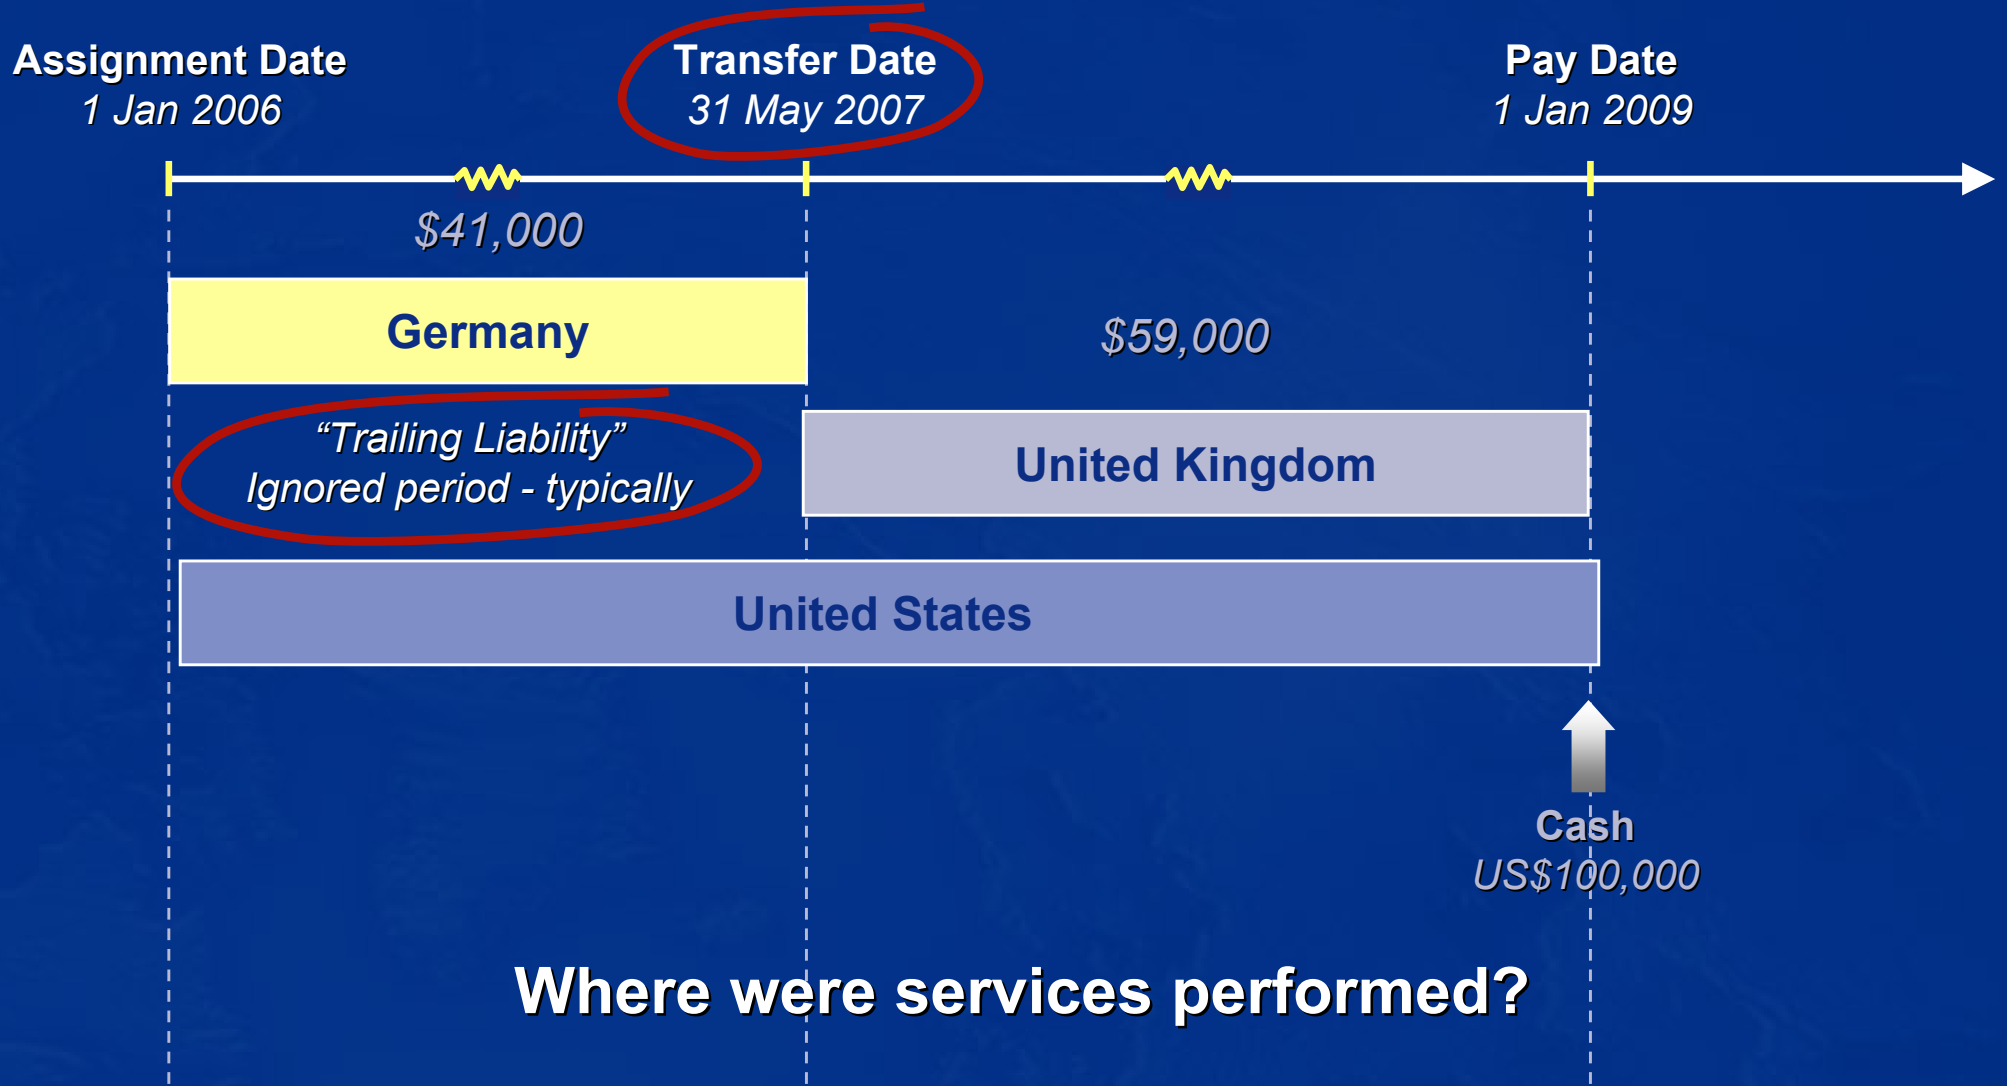 Assignment Date
1 Jan 2006
Transfer Date
31 May 2007
Pay Date
1 Jan 2009
$41,000
Germany
$59,000
“Trailing Liability”
Ignored period - typically
United Kingdom
United States
Cash
US$100,000
Where were services performed?